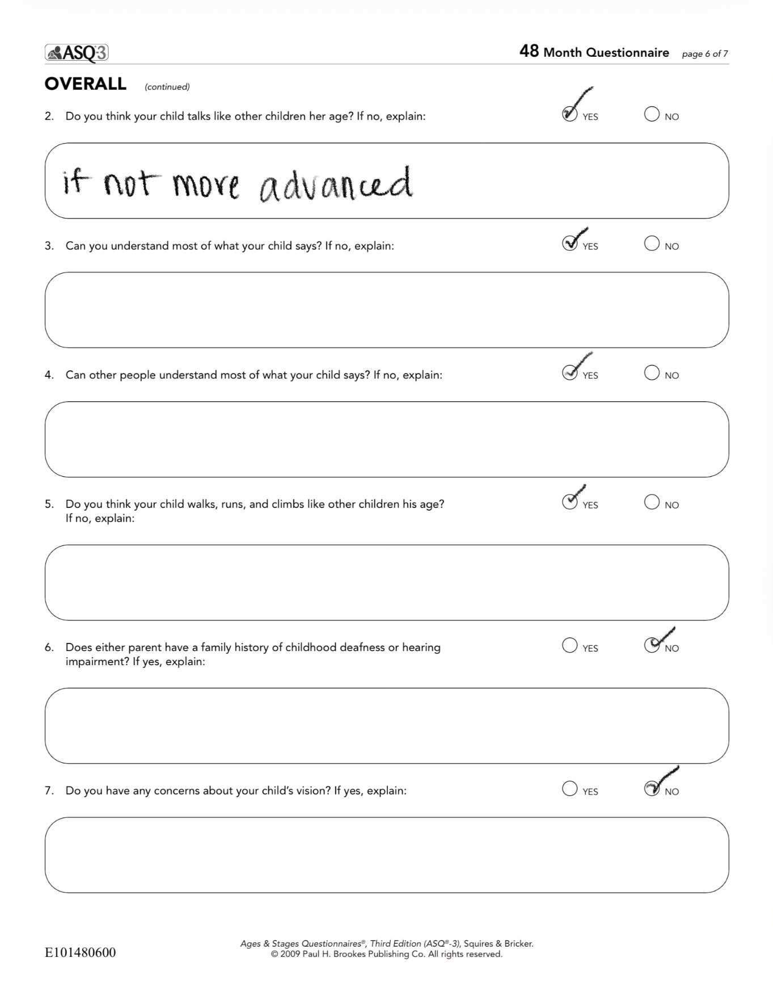 ASQ-3
48 Month Questionnaire page 6 of 7
OVERALL (continued)
2. Do you think your child talks like other children her age? If no, explain: YES NO
if not more advanced
3. Can you understand most of what your child says? If no, explain: YES NO
4. Can other people understand most of what your child says? If no, explain: YES NO
5. Do you think your child walks, runs, and climbs like other children his age? YES NO
If no, explain:
6. Does either parent have a family history of childhood deafness or hearing YES NO
impairment? If yes, explain:
7. Do you have any concerns about your child's vision? If yes, explain: YES NO
Ages & Stages Questionnaires®, Third Edition (ASQ®-3), Squires & Bricker.
E101480600
© 2009 Paul H. Brookes Publishing Co. All rights reserved.